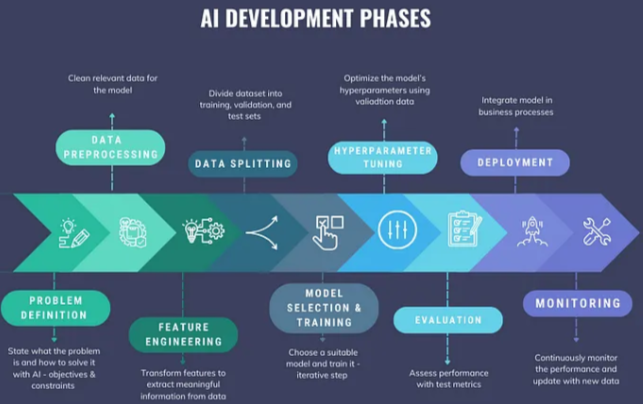 AI DEVELOPMENT PHASES
Clean relevant data for
the model
DATA
PREPROCESSING
Divide dataset into
training, validation, and
test sets
DATA SPLITTING
Optimize the model's
hyperparameters using
valiadtion data
HYPERPARAMETER
TUNING
Integrate model in
business processes
DEPLOYMENT
PROBLEM
DEFINITION
State what the problem
is and how to solve it
with AI - objectives &
constraints
FEATURE
ENGINEERING
Transform features to
extract meaningful
information from data
MODEL
SELECTION &
TRAINING
Choose a suitable
model and train it -
iterative step
EVALUATION
Assess performance
with test metrics
MONITORING
Continuously monitor
the performance and
update with new data